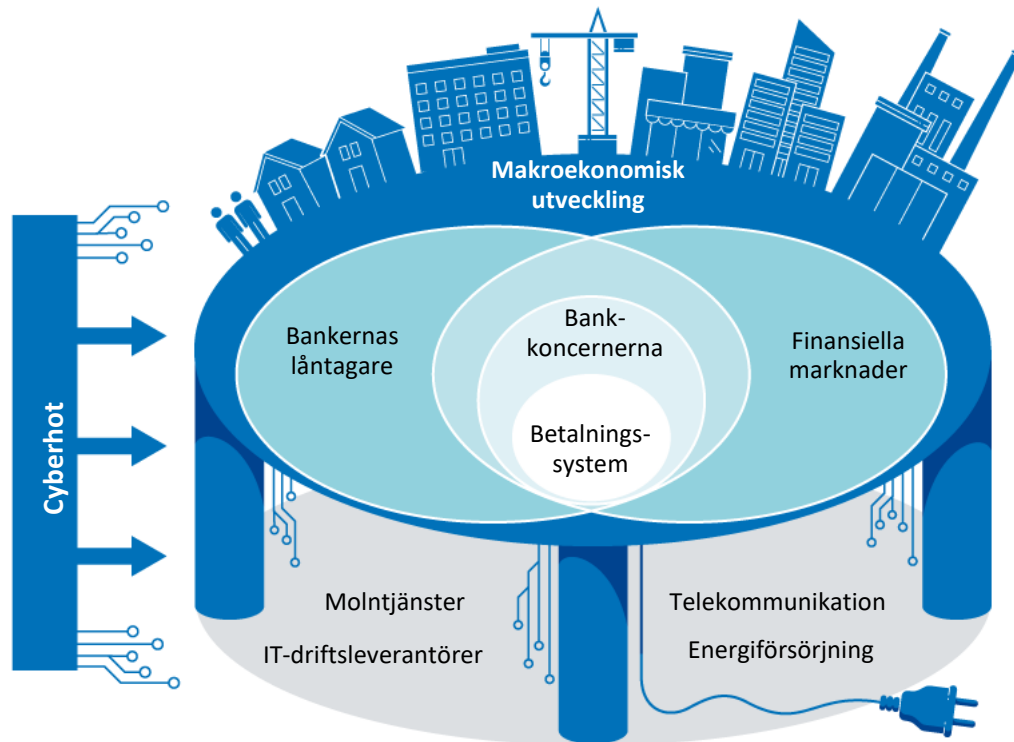 Makroekonomisk
utveckling
Bankernas
låntagare
Bank-
koncernerna
Finansiella
marknader
Betalnings-
system
Cyberhot
Molntjänster
Telekommunikation
IT-driftsleverantörer
Energiförsörjning